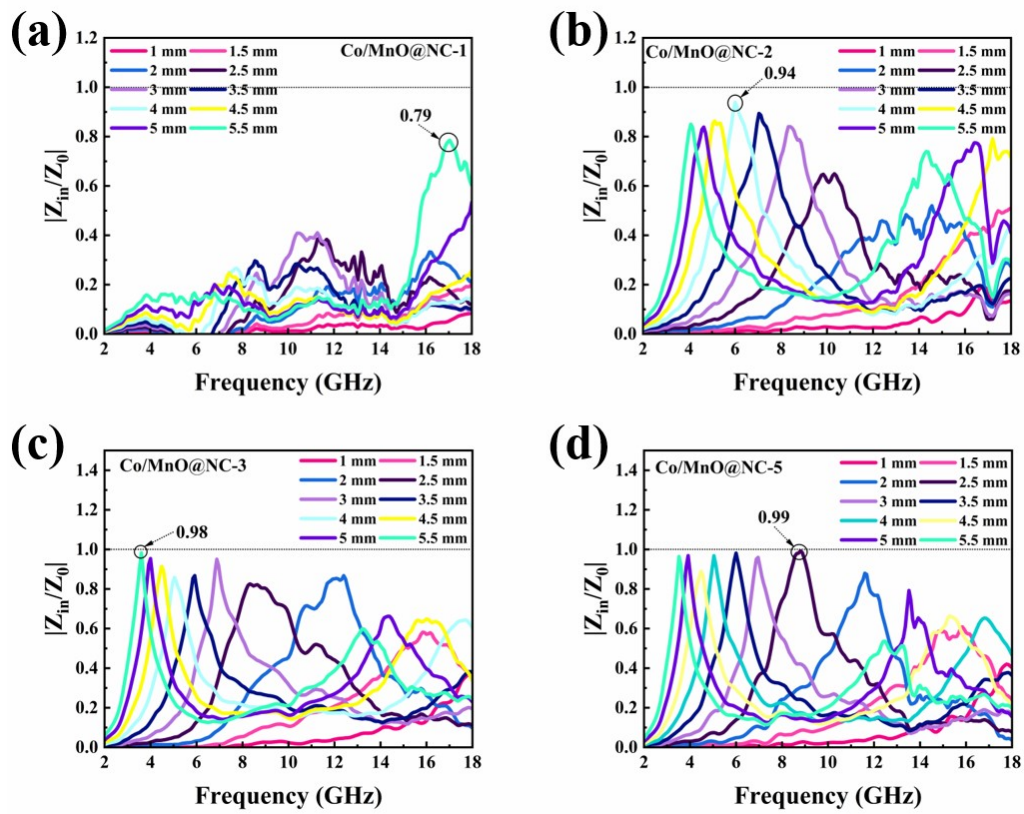 (a)
Co/MnO@NC-1
1 mm 1.5 mm
2 mm 2.5 mm
3 mm 3.5 mm
4 mm 4.5 mm
5 mm 5.5 mm
0.79
|Zin/Z0|
1.2
1.0
0.8
0.6
0.4
0.2
0.0
2 4 6 8 10 12 14 16 18
Frequency (GHz)
(b)
Co/MnO@NC-2
1 mm 1.5 mm
2 mm 2.5 mm
3 mm 3.5 mm
4 mm 4.5 mm
5 mm 5.5 mm
0.94
|Zin/Z0|
1.2
1.0
0.8
0.6
0.4
0.2
0.0
2 4 6 8 10 12 14 16 18
Frequency (GHz)
(c)
Co/MnO@NC-3
1 mm 1.5 mm
2 mm 2.5 mm
3 mm 3.5 mm
4 mm 4.5 mm
5 mm 5.5 mm
0.98
|Zin/Z0|
1.4
1.2
1.0
0.8
0.6
0.4
0.2
0.0
2 4 6 8 10 12 14 16 18
Frequency (GHz)
(d)
Co/MnO@NC-5
1 mm 1.5 mm
2 mm 2.5 mm
3 mm 3.5 mm
4 mm 4.5 mm
5 mm 5.5 mm
0.99
|Zin/Z0|
1.4
1.2
1.0
0.8
0.6
0.4
0.2
0.0
2 4 6 8 10 12 14 16 18
Frequency (GHz)